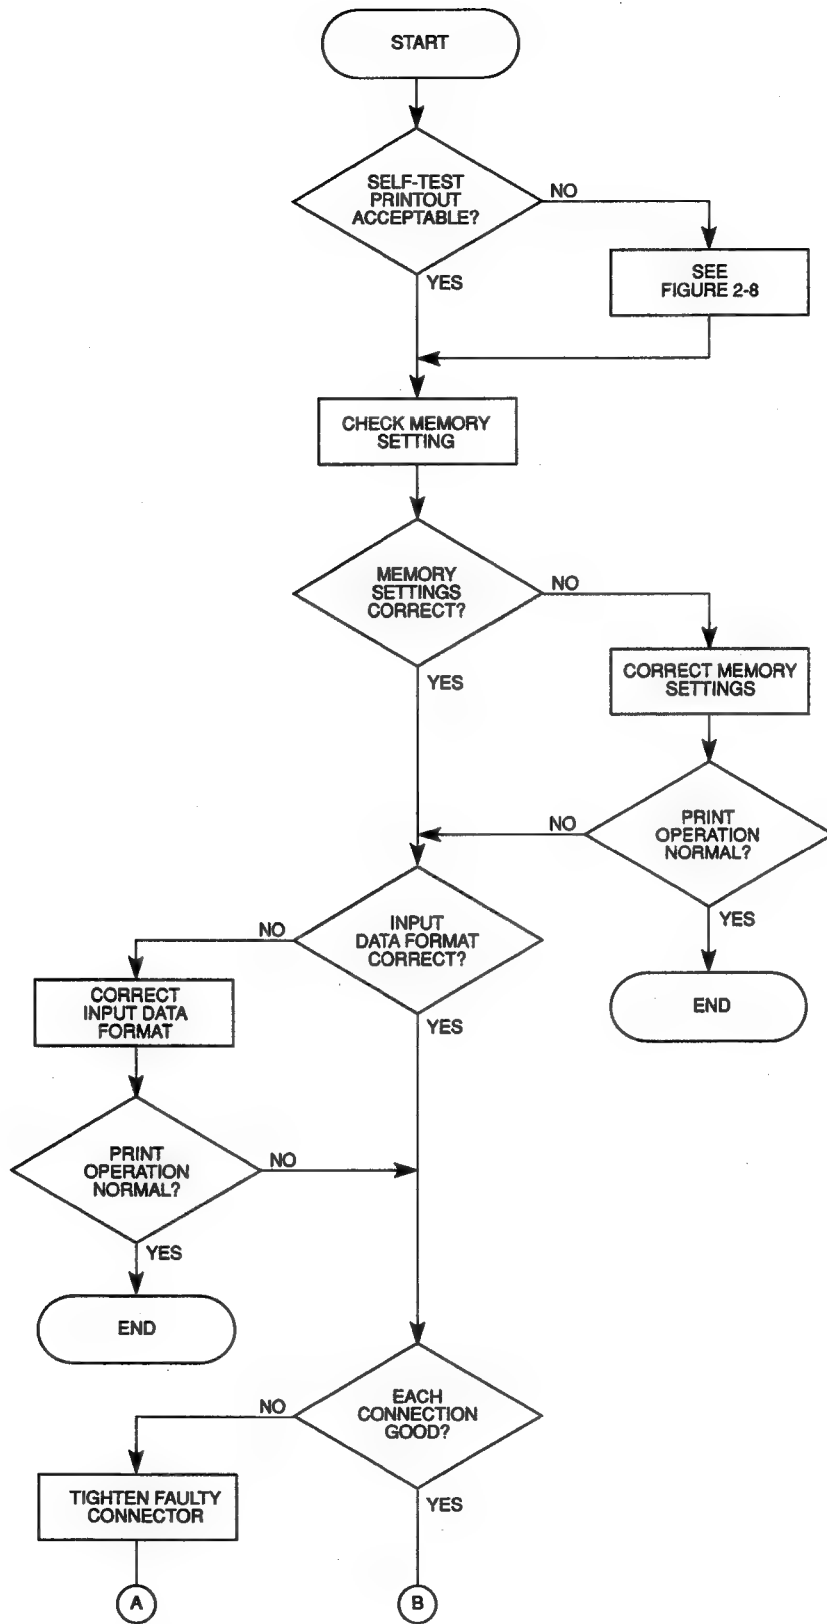 START
SELF-TEST
PRINTOUT
ACCEPTABLE?
NO
YES
SEE
FIGURE 2-8
CHECK MEMORY
SETTING
MEMORY
SETTINGS
CORRECT?
NO
YES
CORRECT MEMORY
SETTINGS
PRINT
OPERATION
NORMAL?
NO
YES
END
INPUT
DATA FORMAT
CORRECT?
NO
YES
CORRECT
INPUT DATA
FORMAT
PRINT
OPERATION
NORMAL?
NO
YES
END
EACH
CONNECTION
GOOD?
NO
YES
TIGHTEN FAULTY
CONNECTOR
A
B